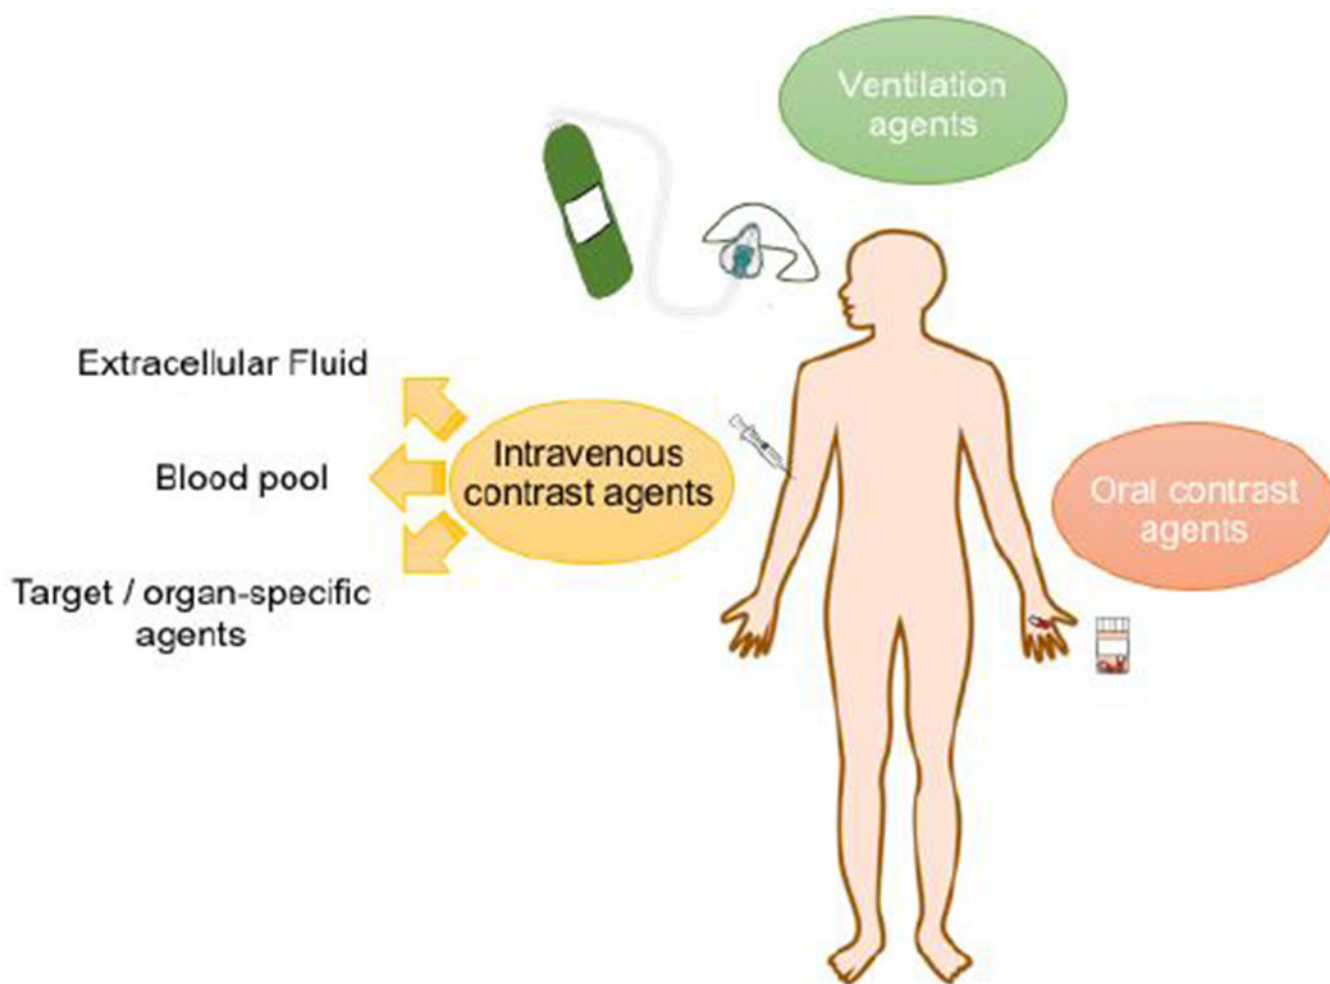 Ventilation
agents
Extracellular Fluid
Blood pool
Target / organ-specific
agents
Intravenous
contrast agents
Oral contrast
agents